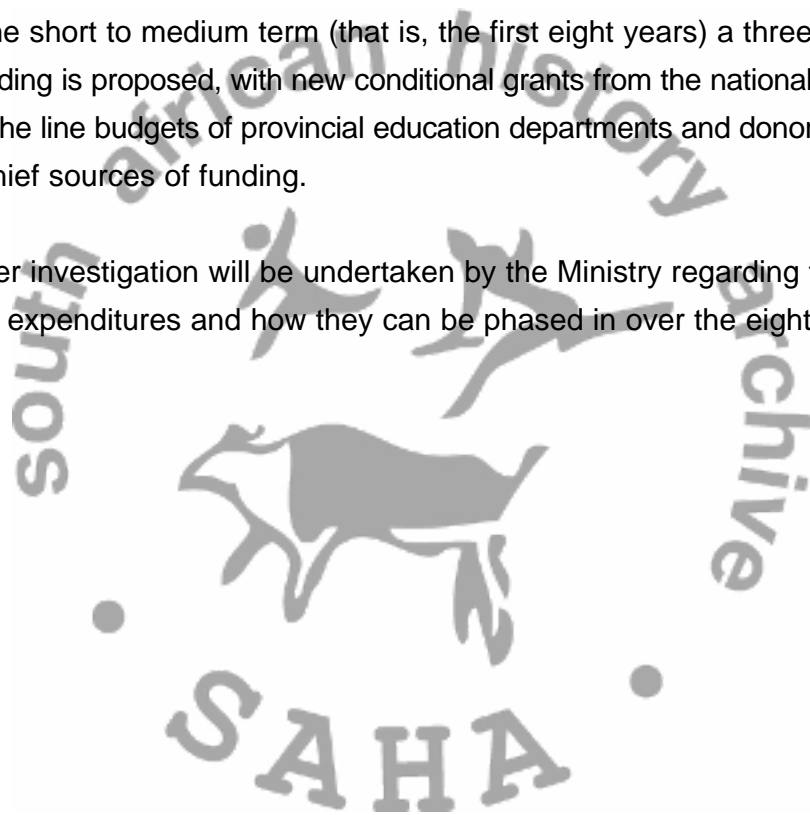 ne short to medium term (that is, the first eight years) a three
ding is proposed, with new conditional grants from the national
he line budgets of provincial education departments and donor
hief sources of funding.
er investigation will be undertaken by the Ministry regarding
expenditures and how they can be phased in over the eight
south african history archive
SAHA